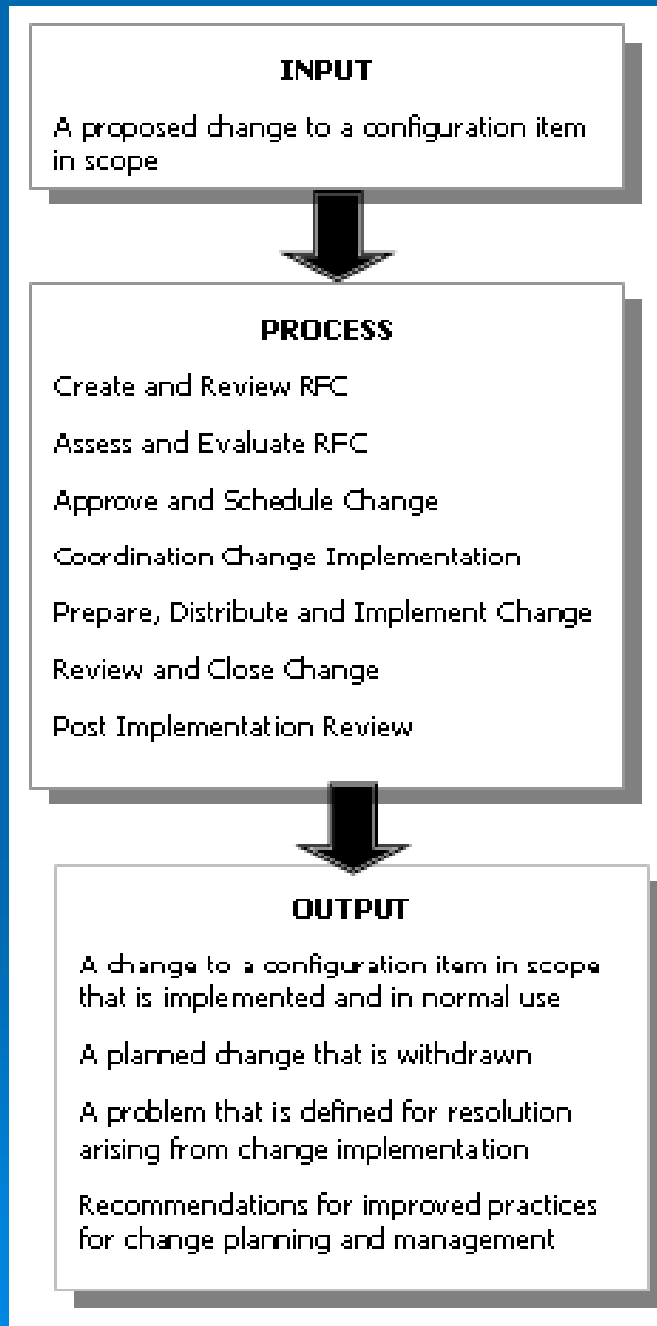 INPUT
A proposed change to a configuration item
in scope
PROCESS
Create and Review RFC
Assess and Evaluate RFC
Approve and Schedule Change
Coordination Change Implementation
Prepare, Distribute and Implement Change
Review and Close Change
Post Implementation Review
OUTPUT
A change to a configuration item in scope
that is implemented and in normal use
A planned change that is withdrawn
A problem that is defined for resolution
arising from change implementation
Recommendations for improved practices
for change planning and management